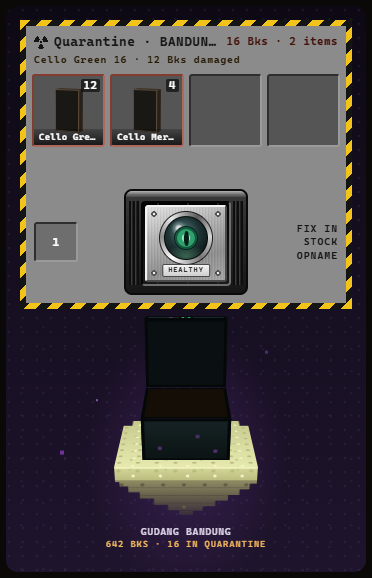 Quarantine · BANDUN… 16 Bks · 2 items
Cello Green 16 · 12 Bks damaged
12
4
Cello Gre…
Cello Mer…
1
FIX IN
STOCK
OPNAME
HEALTHY
GUDANG BANDUNG
642 BKS · 16 IN QUARANTINE